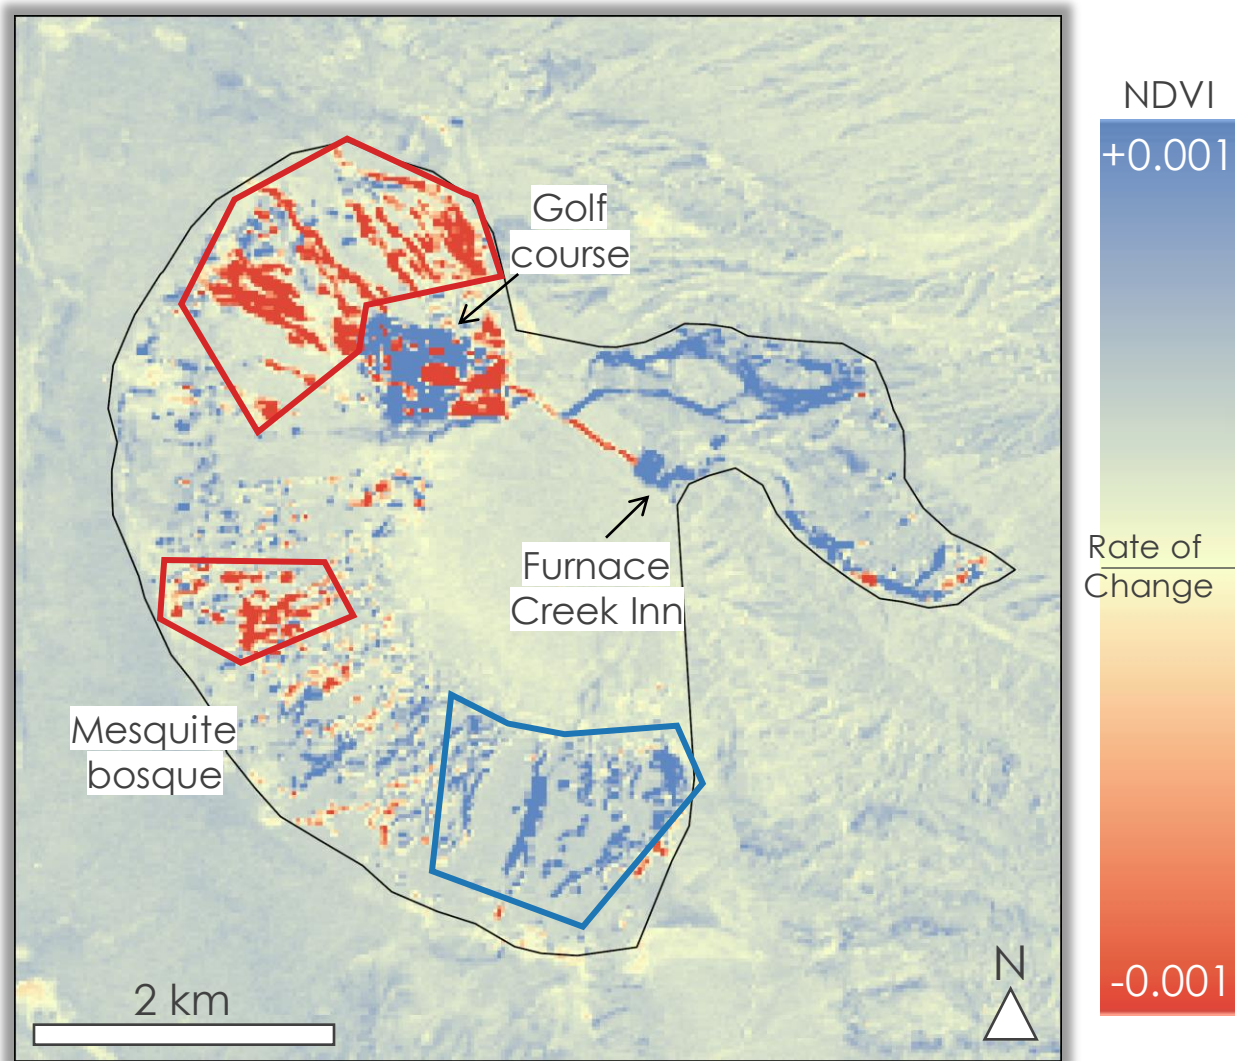 NDVI
+0.001
Golf
course
Rate of
Change
Furnace
Creek Inn
Mesquite
bosque
N
-0.001
2 km